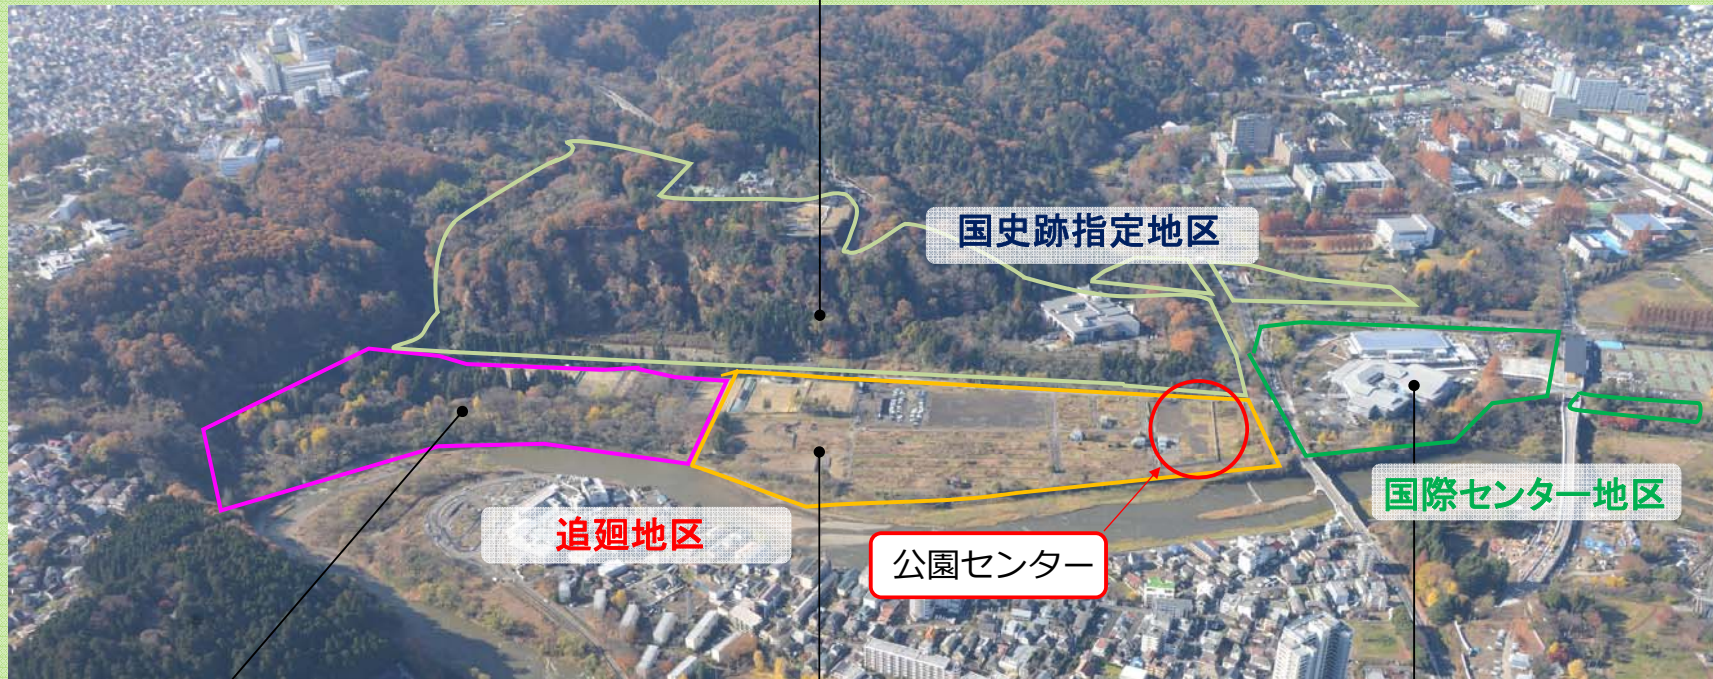 国史跡指定地区
国際センター地区
追廻地区
公園センター